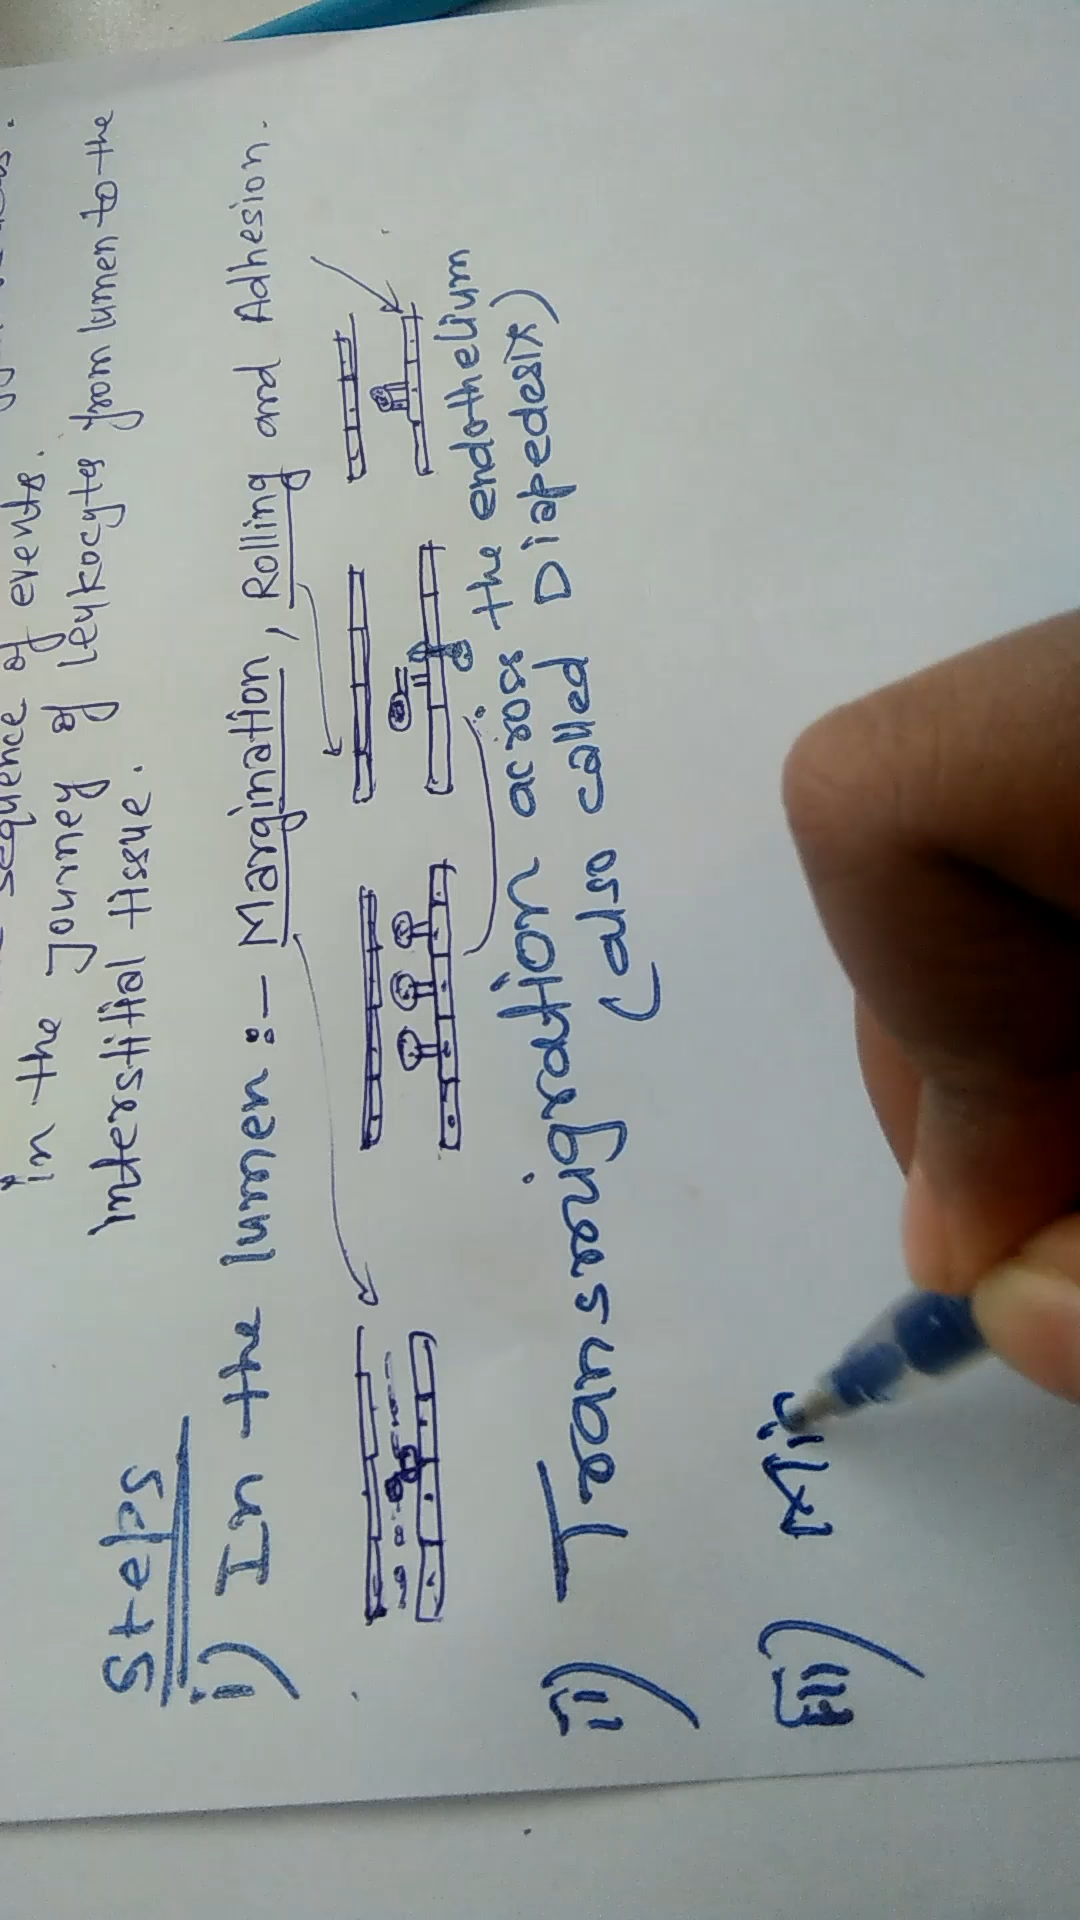 sequence of events.
in the Journey of Leukocytes from lumen to the
interstitial tissue.
Steps
i) In the lumen :- Margination, Rolling and Adhesion.
ii) Transmigration across the endothelium
(also called Diapedesis)
iii) Mi